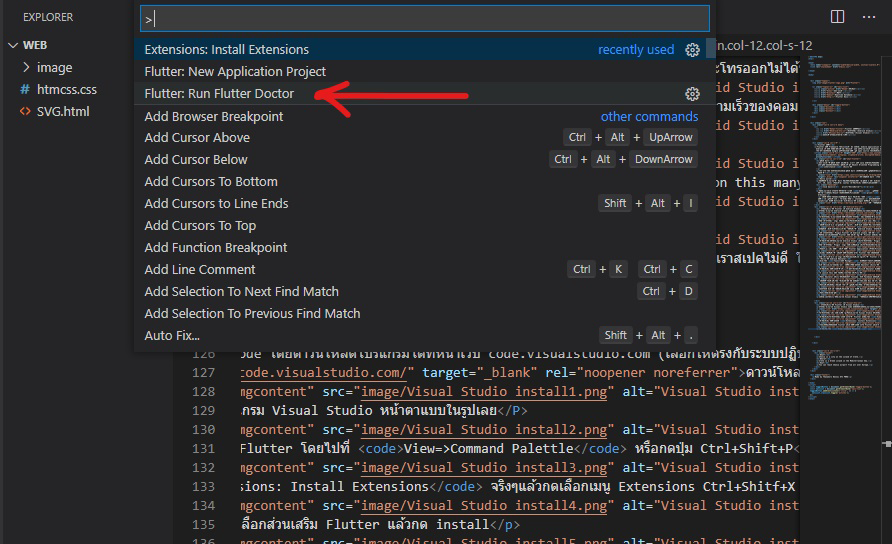 EXPLORER
WEB
image
# htmcss.css
<> SVG.html
>
Extensions: Install Extensions recently used
Flutter: New Application Project
Flutter: Run Flutter Doctor
Add Browser Breakpoint other commands
Add Cursor Above Ctrl + Alt + UpArrow
Add Cursor Below Ctrl + Alt + DownArrow
Add Cursors To Bottom
Add Cursors to Line Ends Shift + Alt + I
Add Cursors To Top
Add Function Breakpoint
Add Line Comment Ctrl + K Ctrl + C
Add Selection To Next Find Match Ctrl + D
Add Selection To Previous Find Match
Auto Fix... Shift + Alt + .
in.col-12.col-s-12
ะโทรออกไม่ได้
id Studio i
ามเร็วของคอม
id Studio i
id Studio i
on this many
id Studio i
id Studio i
เราสเปคไม่ดี
126 ode โดยดาวน์โหลดโปรแกรมได้ที่หน้าเว็บ code.visualstudio.com (เลือกให้ตรงกับระบบปฏิบ
127 code.visualstudio.com/" target="_blank" rel="noopener noreferrer">ดาวน์โหล
128 mgcontent" src="image/Visual Studio install1.png" alt="Visual Studio inst
129 แกรม Visual Studio หน้าตาแบบในรูปเลย</P>
130 mgcontent" src="image/Visual Studio install2.png" alt="Visual Studio inst
131 Flutter โดยไปที่ <code>View=>Command Palettle</code> หรือกดปุ่ม Ctrl+Shift+P<
132 mgcontent" src="image/Visual Studio install3.png" alt="Visual Studio inst
133 sions: Install Extensions</code> จริงๆแล้วกดเลือกเมนู Extensions Ctrl+Shitf+X
134 mgcontent" src="image/Visual Studio install4.png" alt="Visual Studio inst
135 ลือกส่วนเสริม Flutter แล้วกด install</p>